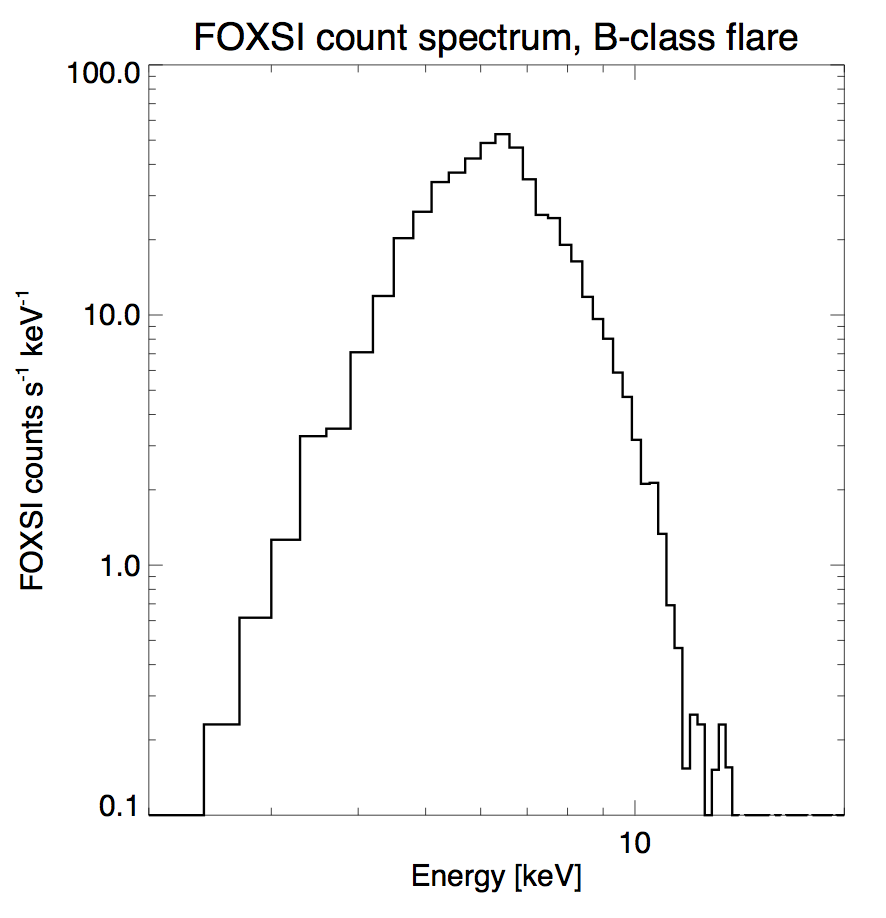 FOXSI count spectrum, B-class flare
100.0
10.0
1.0
0.1
FOXSI counts s⁻¹ keV⁻¹
10
Energy [keV]